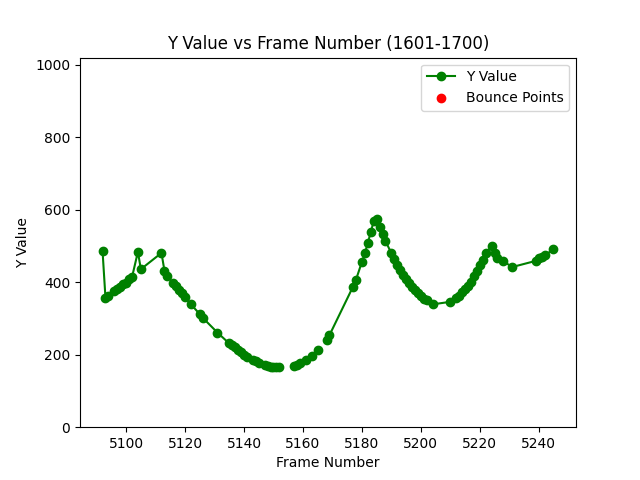 Y Value vs Frame Number (1601-1700)
Y Value
Bounce Points
1000
800
600
400
200
0
Y Value
5100 5120 5140 5160 5180 5200 5220 5240
Frame Number